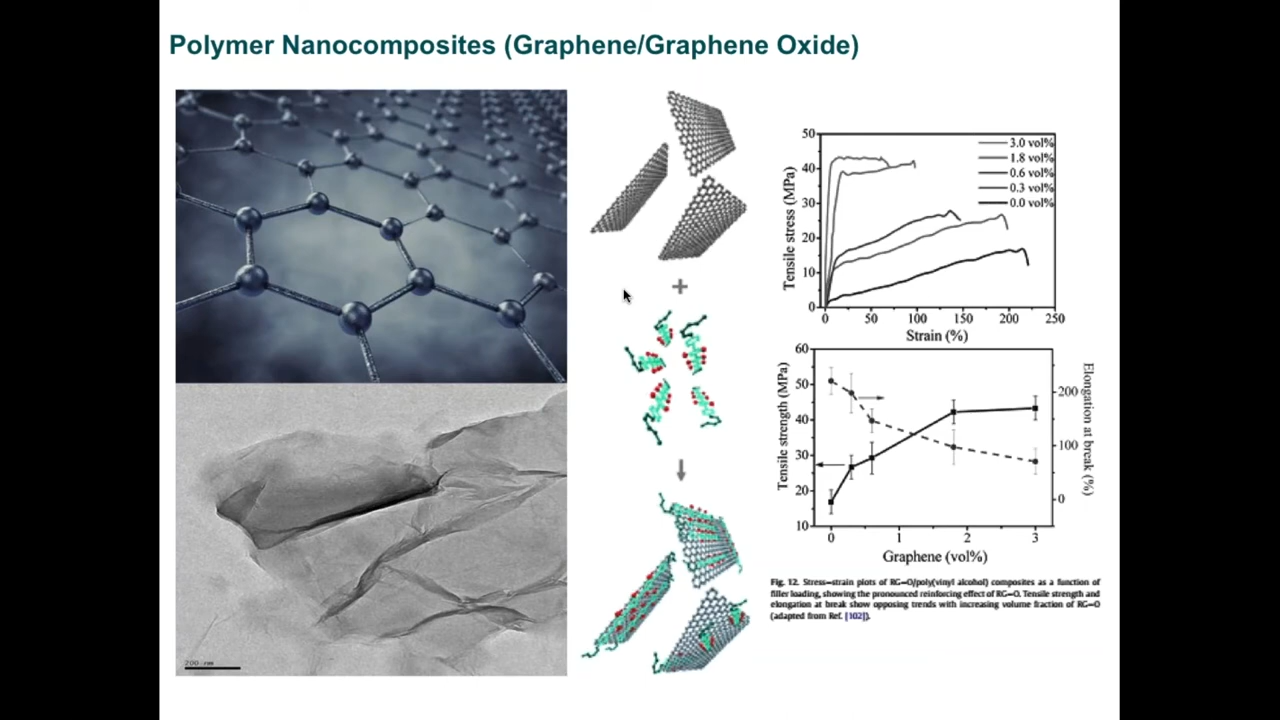 Polymer Nanocomposites (Graphene/Graphene Oxide)
200 nm
+
50
40
30
20
10
0
Tensile stress (MPa)
3.0 vol%
1.8 vol%
0.6 vol%
0.3 vol%
0.0 vol%
0 50 100 150 200 250
Strain (%)
60
50
40
30
20
10
Tensile strength (MPa)
200
100
0
Elongation at break (%)
0 1 2 3
Graphene (vol%)
Fig. 12. Stress–strain plots of RG–O/poly(vinyl alcohol) composites as a function of
filler loading, showing the pronounced reinforcing effect of RG–O. Tensile strength and
elongation at break show opposing trends with increasing volume fraction of RG–O
(adapted from Ref. [102]).